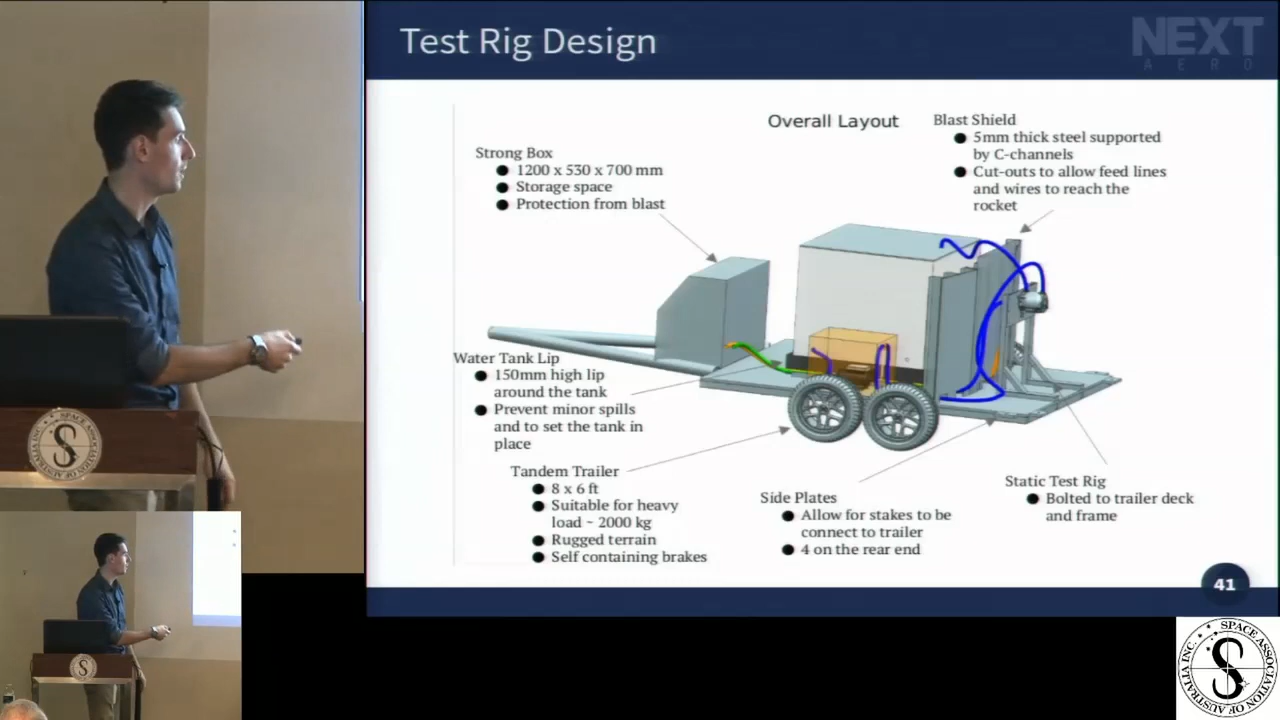 Test Rig Design
NEXT
AERO
Overall Layout
Strong Box
● 1200 x 530 x 700 mm
● Storage space
● Protection from blast
Blast Shield
● 5mm thick steel supported
by C-channels
● Cut-outs to allow feed lines
and wires to reach the
rocket
Water Tank Lip
● 150mm high lip
around the tank
● Prevent minor spills
and to set the tank in
place
Tandem Trailer
● 8 x 6 ft
● Suitable for heavy
load ~ 2000 kg
● Rugged terrain
● Self containing brakes
Side Plates
● Allow for stakes to be
connect to trailer
● 4 on the rear end
Static Test Rig
● Bolted to trailer deck
and frame
41
SPACE ASSOCIATION OF AUSTRALIA INC.
S
SPACE ASSOCIATION OF AUSTRALIA INC.
S